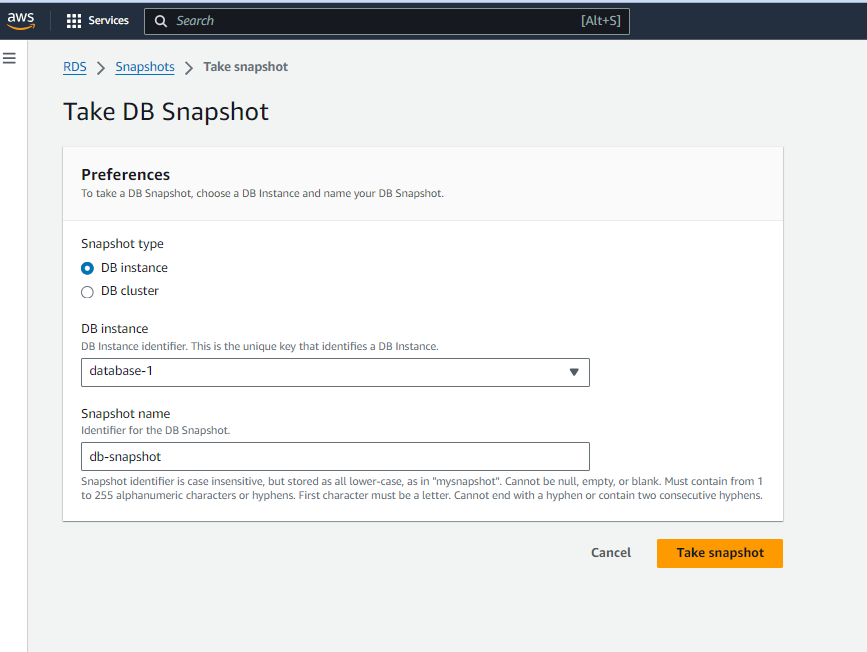 aws
Services
Search
[Alt+S]
RDS > Snapshots > Take snapshot
Take DB Snapshot
Preferences
To take a DB Snapshot, choose a DB Instance and name your DB Snapshot.
Snapshot type
DB instance
DB cluster
DB instance
DB Instance identifier. This is the unique key that identifies a DB Instance.
database-1
Snapshot name
Identifier for the DB Snapshot.
db-snapshot
Snapshot identifier is case insensitive, but stored as all lower-case, as in "mysnapshot". Cannot be null, empty, or blank. Must contain from 1
to 255 alphanumeric characters or hyphens. First character must be a letter. Cannot end with a hyphen or contain two consecutive hyphens.
Cancel
Take snapshot